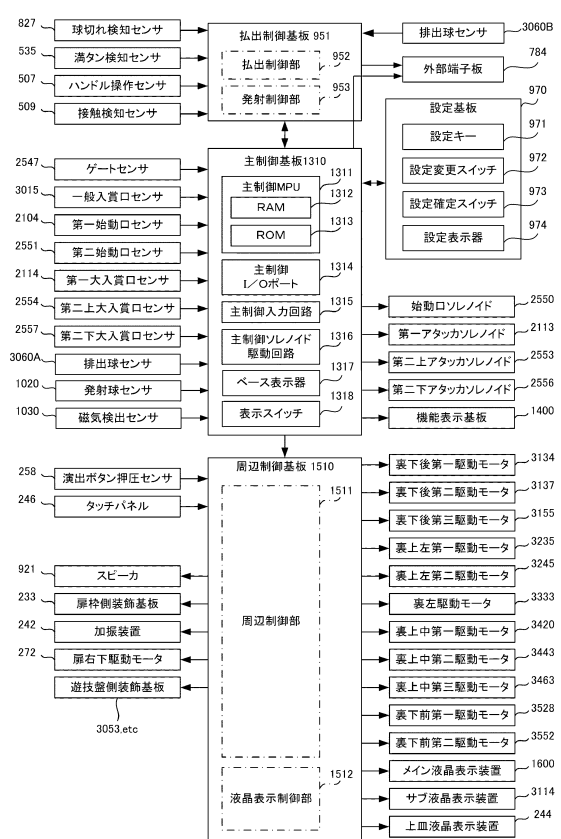 827
球切れ検知センサ
535
満タン検知センサ
507
ハンドル操作センサ
509
接触検知センサ
払出制御基板 951
払出制御部
952
発射制御部
953
排出球センサ
3060B
外部端子板
784
設定基板
970
設定キー
971
設定変更スイッチ
972
設定確定スイッチ
973
設定表示器
974
2547
ゲートセンサ
3015
一般入賞口センサ
2104
第一始動口センサ
2551
第二始動口センサ
2114
第一大入賞口センサ
2554
第二上大入賞口センサ
2557
第二下大入賞口センサ
3060A
排出球センサ
1020
発射球センサ
1030
磁気検出センサ
主制御基板1310
主制御MPU
1311
RAM
1312
ROM
1313
主制御
I/Oポート
1314
主制御入力回路
1315
主制御ソレノイド
駆動回路
1316
ベース表示器
1317
表示スイッチ
1318
始動口ソレノイド
2550
第一アタッカソレノイド
2113
第二上アタッカソレノイド
2553
第二下アタッカソレノイド
2556
機能表示基板
1400
258
演出ボタン押圧センサ
246
タッチパネル
921
スピーカ
233
扉枠側装飾基板
242
加振装置
272
扉右下駆動モータ
遊技盤側装飾基板
3053,etc
周辺制御基板 1510
1511
周辺制御部
1512
液晶表示制御部
裏下後第一駆動モータ
3134
裏下後第二駆動モータ
3137
裏下後第三駆動モータ
3155
裏上左第一駆動モータ
3235
裏上左第二駆動モータ
3245
裏左駆動モータ
3333
裏上中第一駆動モータ
3420
裏上中第二駆動モータ
3443
裏上中第三駆動モータ
3463
裏下前第一駆動モータ
3528
裏下前第二駆動モータ
3552
メイン液晶表示装置
1600
サブ液晶表示装置
3114
上皿液晶表示装置
244